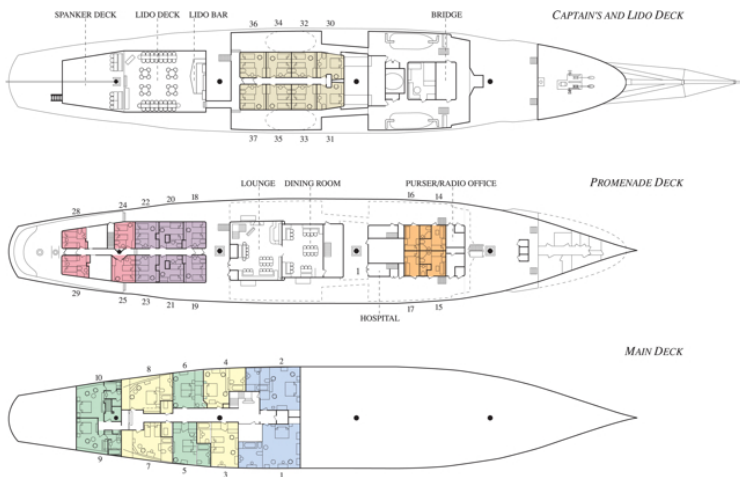 CAPTAIN'S AND LIDO DECK
SPANKER DECK LIDO DECK LIDO BAR BRIDGE
36 34 32 30
37 35 33 31
PROMENADE DECK
LOUNGE DINING ROOM PURSER/RADIO OFFICE
28 24 22 20 18 16 14
1
29 25 23 21 19 17 15
HOSPITAL
MAIN DECK
10 8 6 4 2
9 7 5 3 1